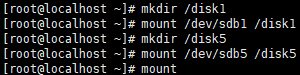 [root@localhost ~]# mkdir /disk1
[root@localhost ~]# mount /dev/sdb1 /disk1
[root@localhost ~]# mkdir /disk5
[root@localhost ~]# mount /dev/sdb5 /disk5
[root@localhost ~]# mount